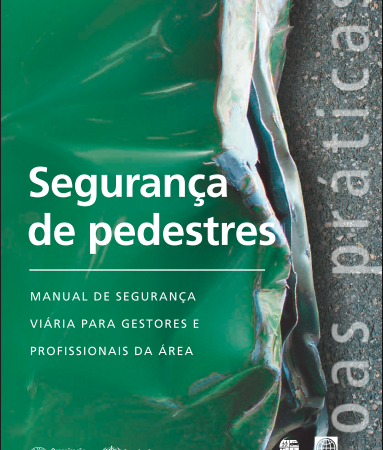 Segurança
de pedestres
MANUAL DE SEGURANÇA
VIÁRIA PARA GESTORES E
PROFISSIONAIS DA ÁREA
oas práticas